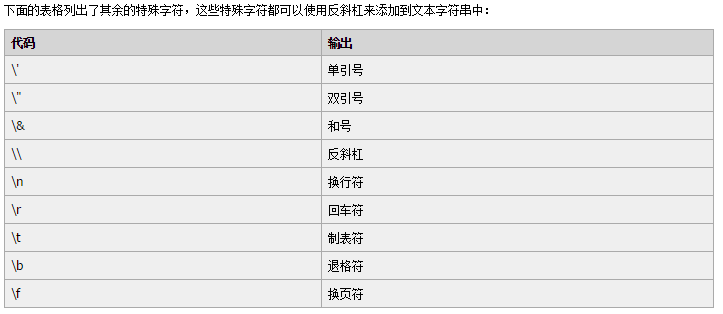 下面的表格列出了其余的特殊字符，这些特殊字符都可以使用反斜杠来添加到文本字符串中：
代码 输出
\' 单引号
\" 双引号
\& 和号
\\ 反斜杠
\n 换行符
\r 回车符
\t 制表符
\b 退格符
\f 换页符